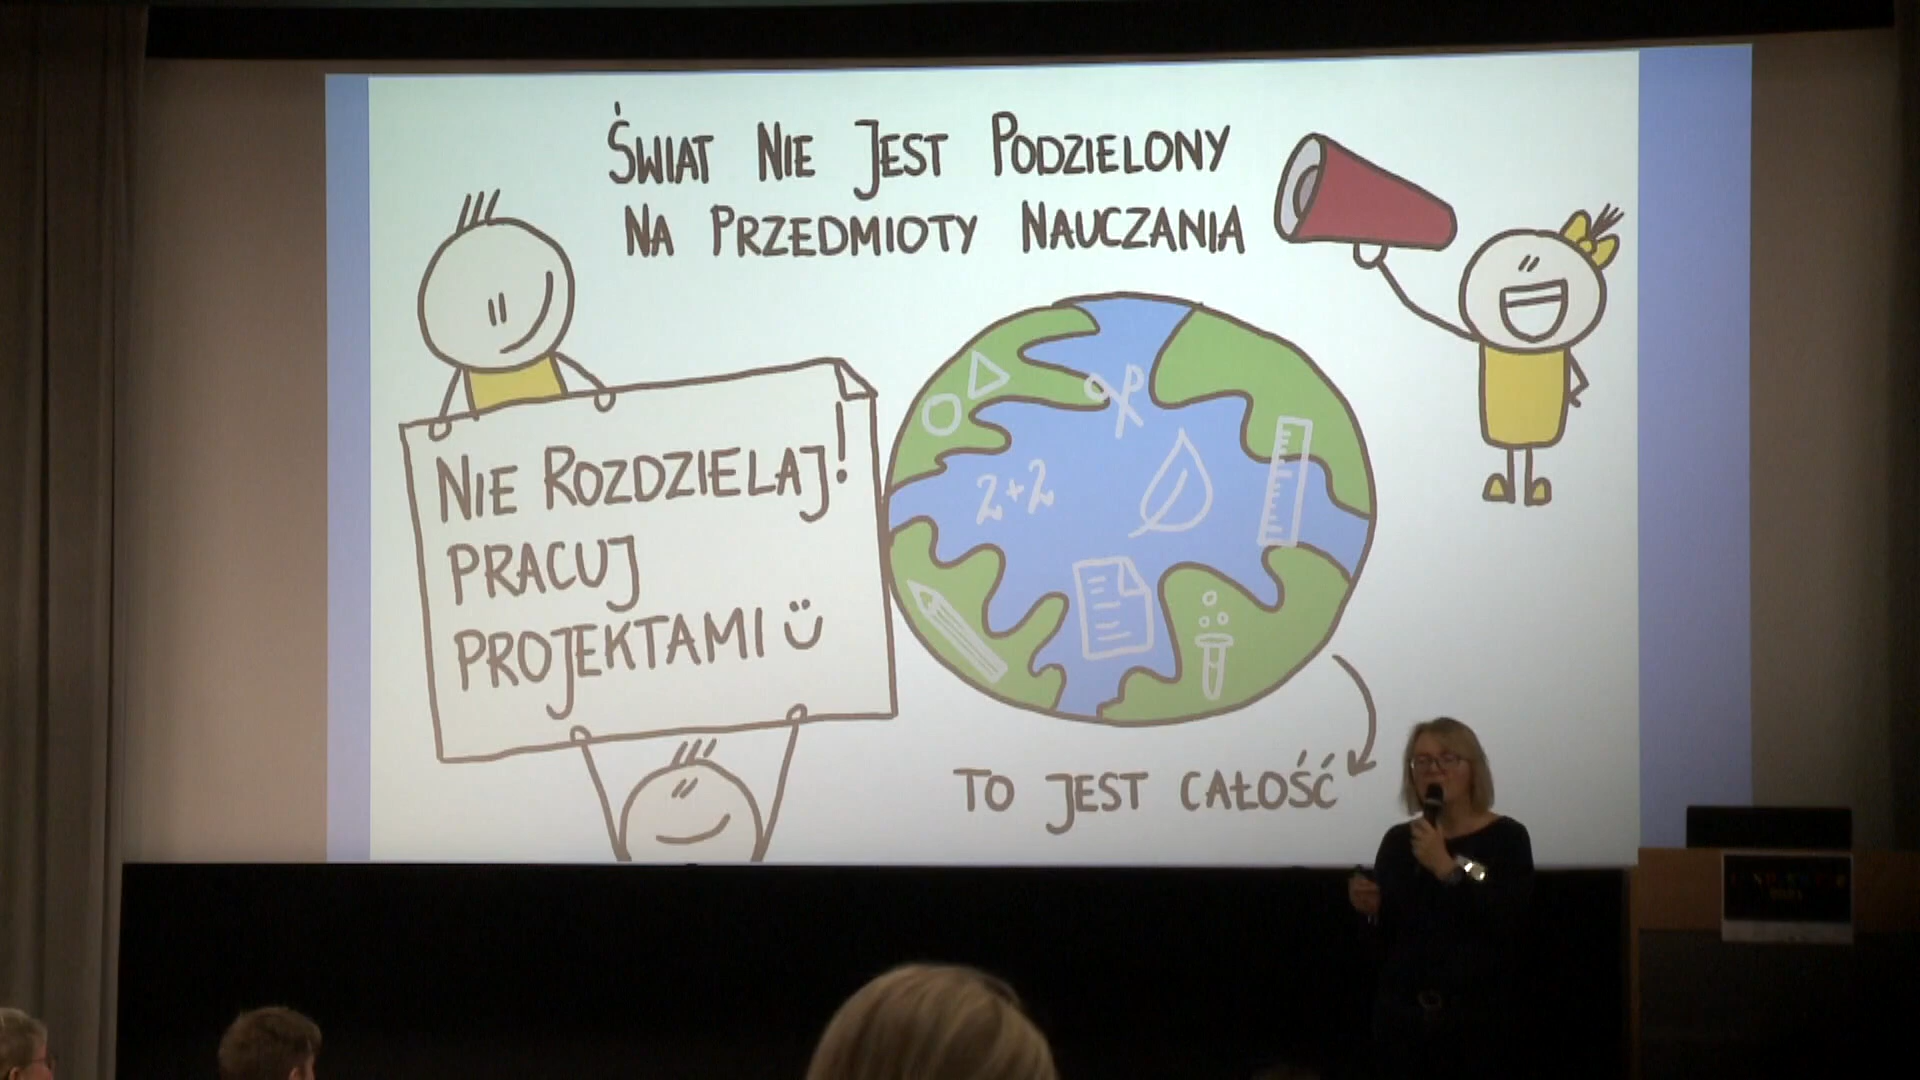 ŚWIAT NIE JEST PODZIELONY
NA PRZEDMIOTY NAUCZANIA
NIE ROZDZIELAJ!
PRACUJ
PROJEKTAMI
2+2
TO JEST CAŁOŚĆ